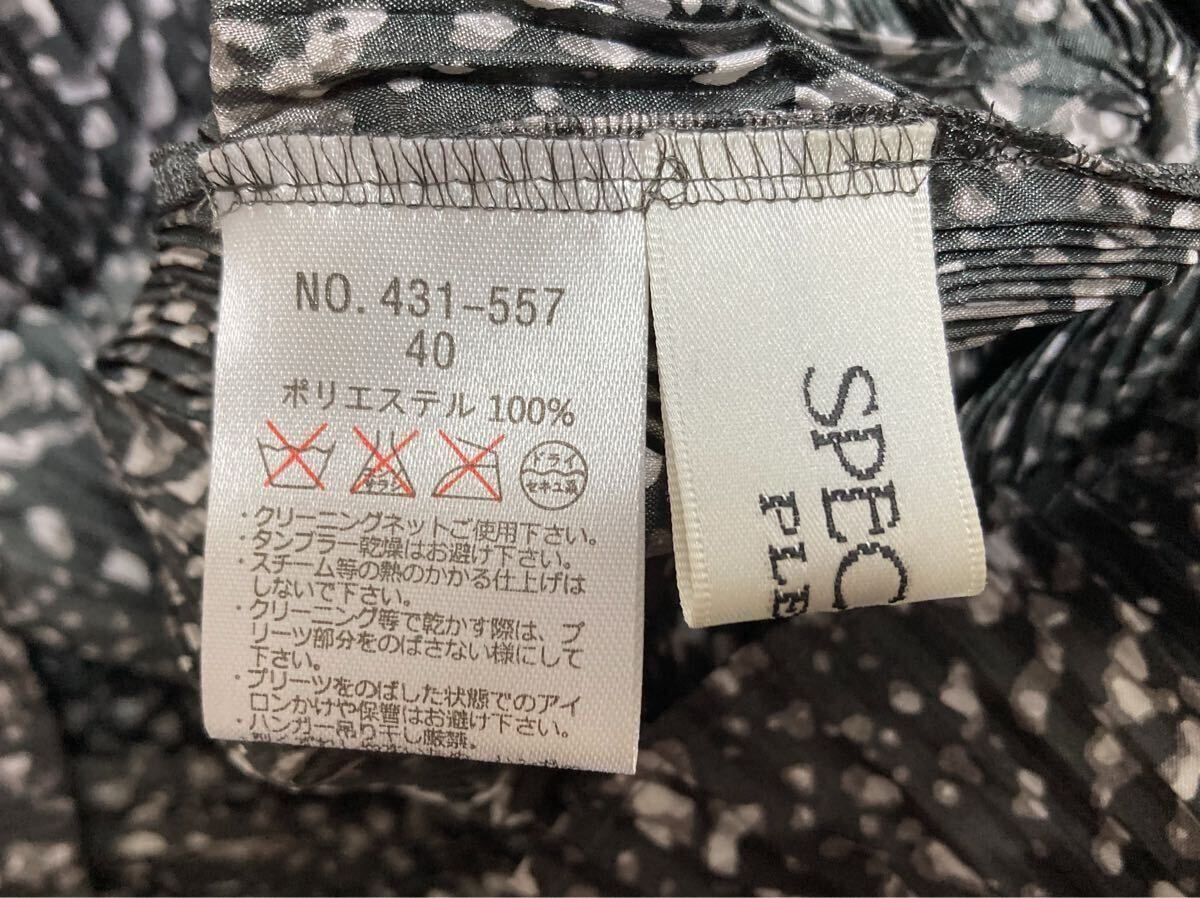 NO. 431-557
40
ポリエステル 100%
ドライ
セキユ系
・クリーニングネットご使用下さい。
・タンブラー乾燥はお避け下さい。
・スチーム等の熱のかかる仕上げは
しないで下さい。
・クリーニング等で乾かす際は、プ
リーツ部分をのばさない様にして
下さい。
・プリーツをのばした状態でのアイ
ロンかけや保管はお避け下さい。
・ハンガー吊り干し厳禁。
SPEC
PLE